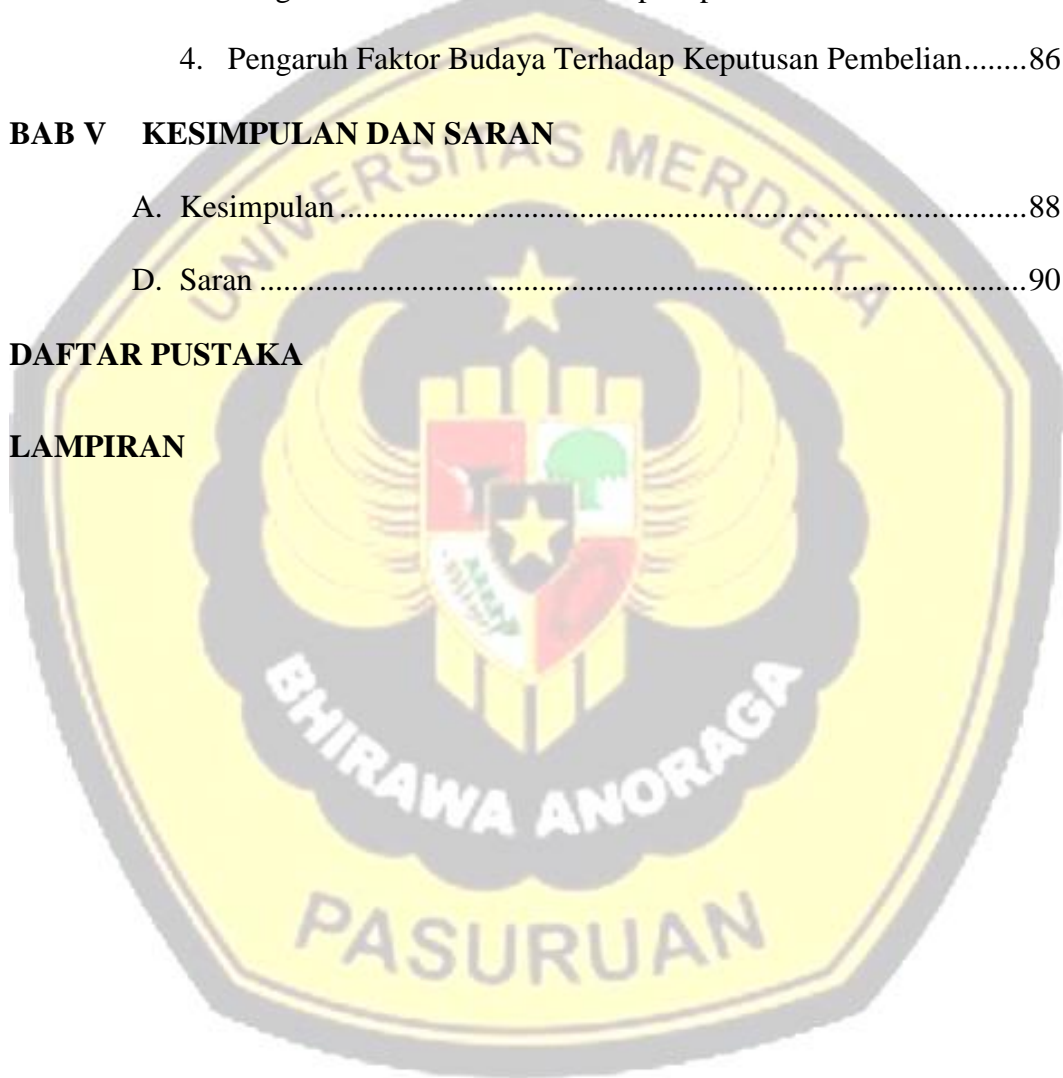 4. Pengaruh Faktor Budaya Terhadap Keputusan Pembelian........86
BAB V KESIMPULAN DAN SARAN
A. Kesimpulan.....................................................................................88
D. Saran...............................................................................................90
DAFTAR PUSTAKA
LAMPIRAN
UNIVERSITAS MERDEKA
BHIRAWA ANORAGA
PASURUAN